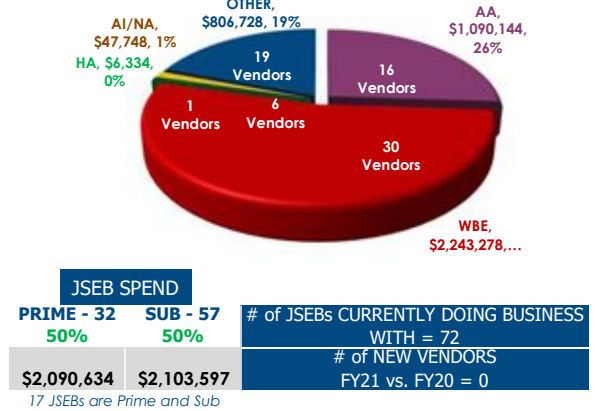 OTHER,
$806,728, 19%
AI/NA,
$47,748, 1%
HA, $6,334,
0%
AA,
$1,090,144,
26%
19
Vendors
16
Vendors
1
Vendors
6
Vendors
30
Vendors
WBE,
$2,243,278,...
JSEB SPEND
PRIME - 32 SUB - 57
50% 50%
$2,090,634 $2,103,597
17 JSEBs are Prime and Sub
# of JSEBs CURRENTLY DOING BUSINESS
WITH = 72
# of NEW VENDORS
FY21 vs. FY20 = 0